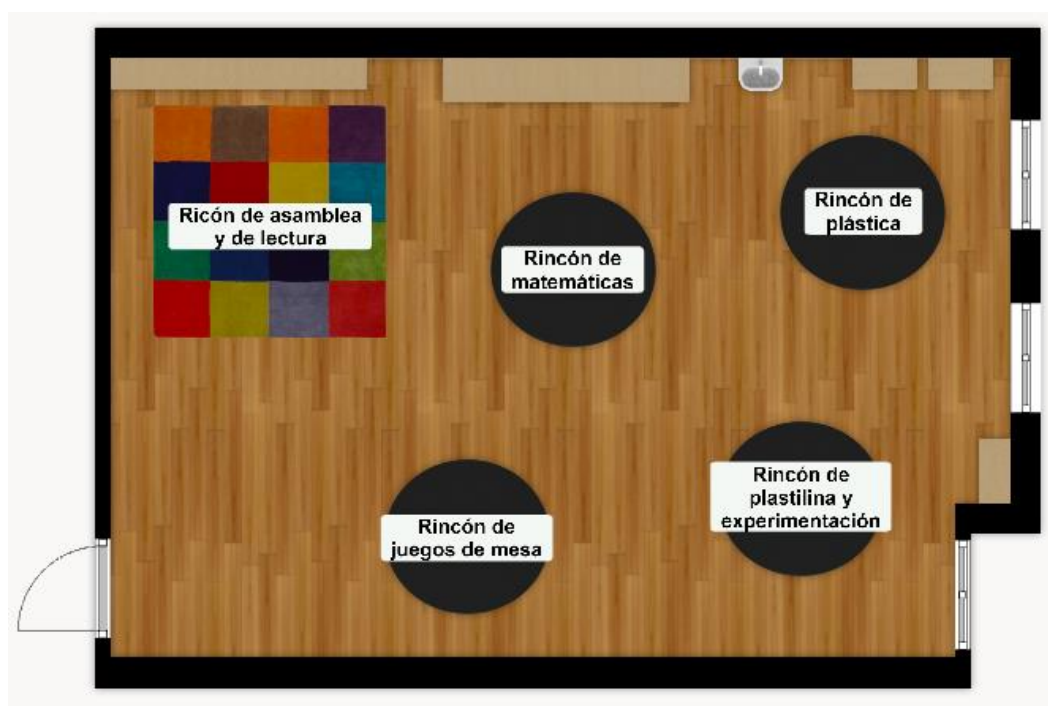 Ricón de asamblea
y de lectura
Rincón de
matemáticas
Rincón de
plástica
Rincón de
juegos de mesa
Rincón de
plastilina y
experimentación